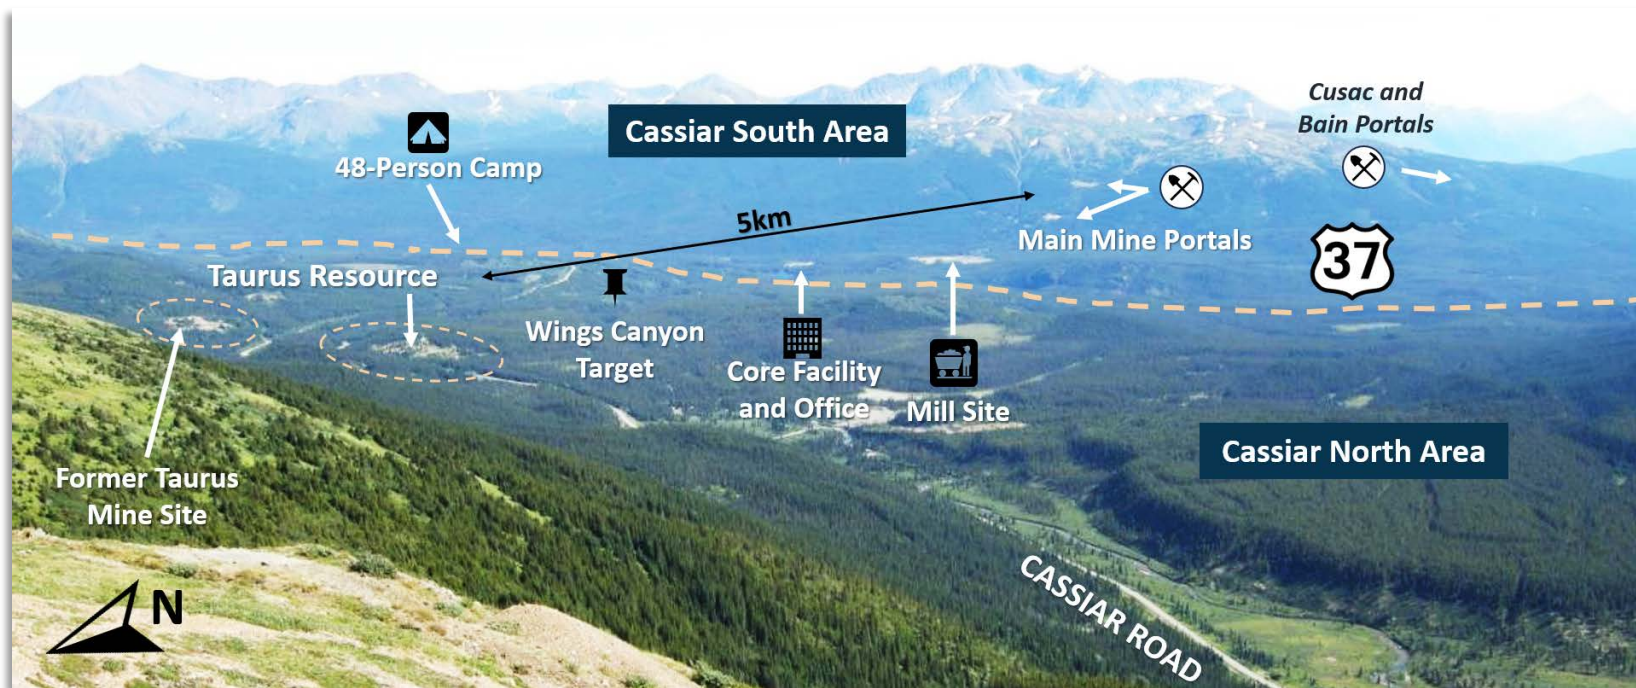 Cusac and
Bain Portals
Cassiar South Area
48-Person Camp
5km
Main Mine Portals
37
Taurus Resource
Wings Canyon
Target
Core Facility
and Office
Mill Site
Cassiar North Area
Former Taurus
Mine Site
CASSIAR ROAD
N